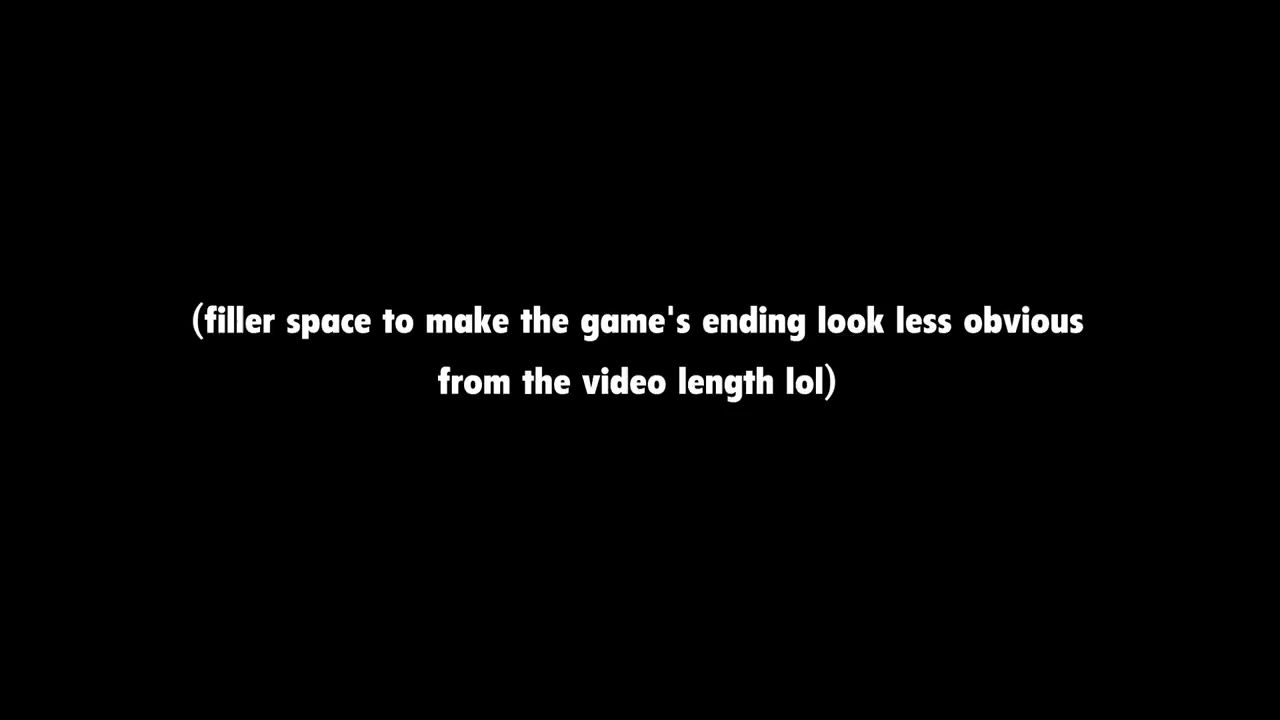 (filler space to make the game's ending look less obvious
from the video length lol)